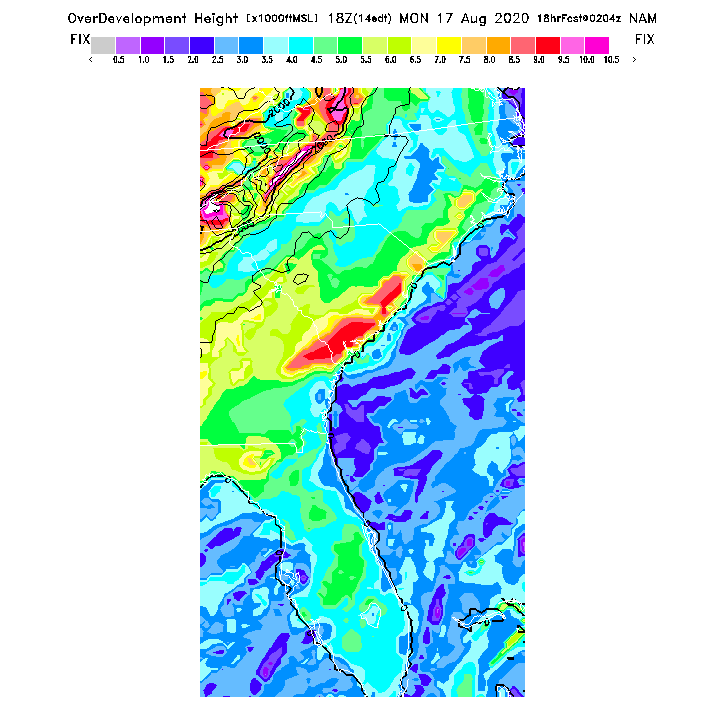 OverDevelopment Height [x1000ftMSL] 18Z(14edt) MON 17 Aug 2020 18hrFcst@0204z NAM
FIX FIX
< 0.5 1.0 1.5 2.0 2.5 3.0 3.5 4.0 4.5 5.0 5.5 6.0 6.5 7.0 7.5 8.0 8.5 9.0 9.5 10.0 10.5 >
2000
2000